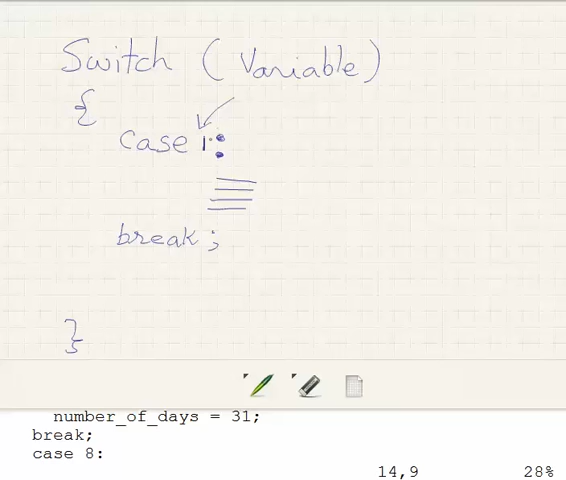 Switch (Variable)
{
case 1:
break;
}
number_of_days = 31;
break;
case 8:
14,9 28%